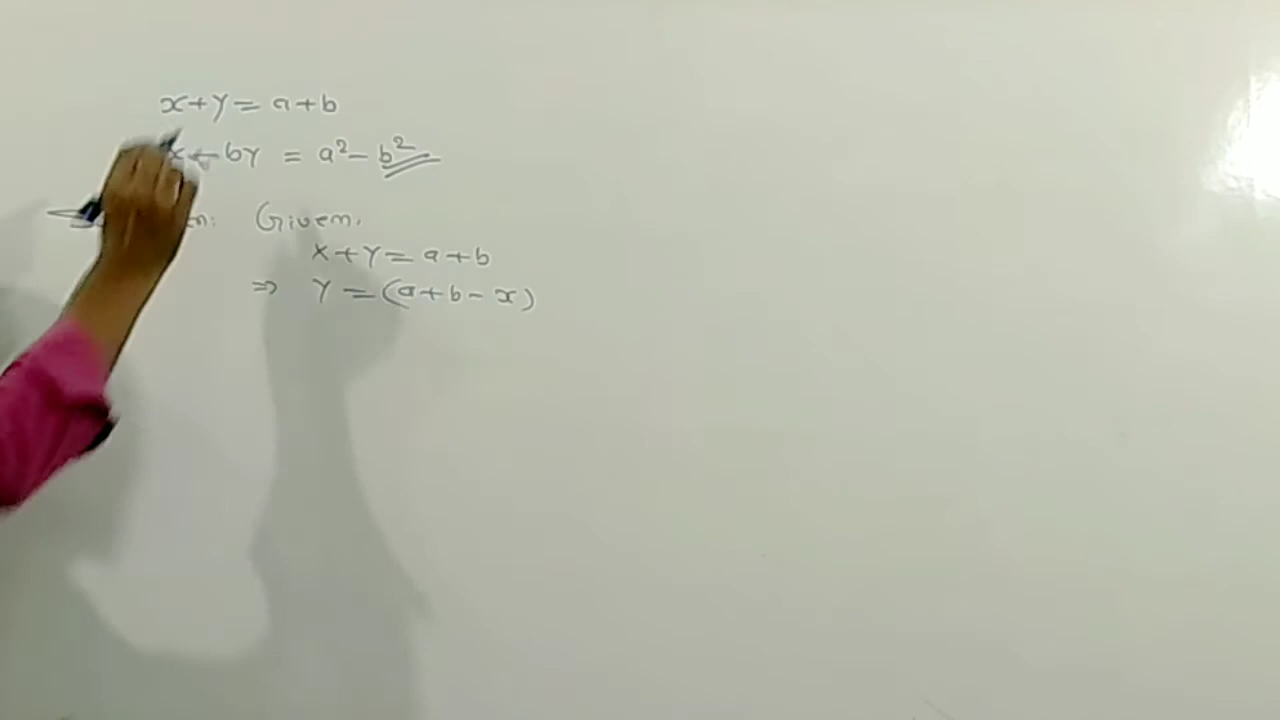 x+y= a+b
x - by = a²- b²
Given,
x+y= a+b
⇒ y = (a+b- x)